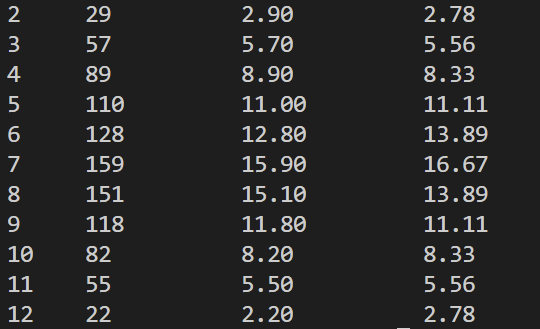 2 29 2.90 2.78
3 57 5.70 5.56
4 89 8.90 8.33
5 110 11.00 11.11
6 128 12.80 13.89
7 159 15.90 16.67
8 151 15.10 13.89
9 118 11.80 11.11
10 82 8.20 8.33
11 55 5.50 5.56
12 22 2.20 2.78